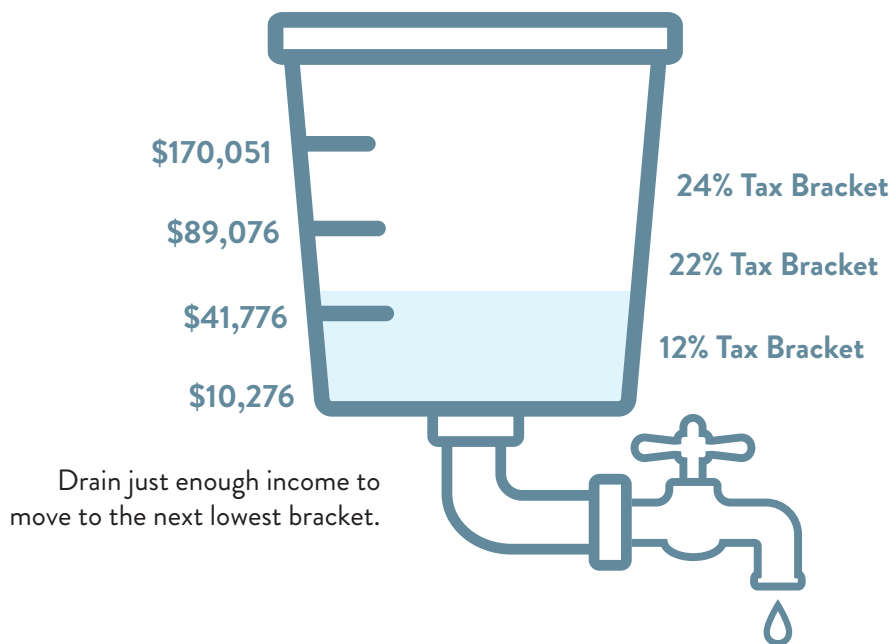 $170,051
24% Tax Bracket
$89,076
22% Tax Bracket
$41,776
12% Tax Bracket
$10,276
Drain just enough income to
move to the next lowest bracket.